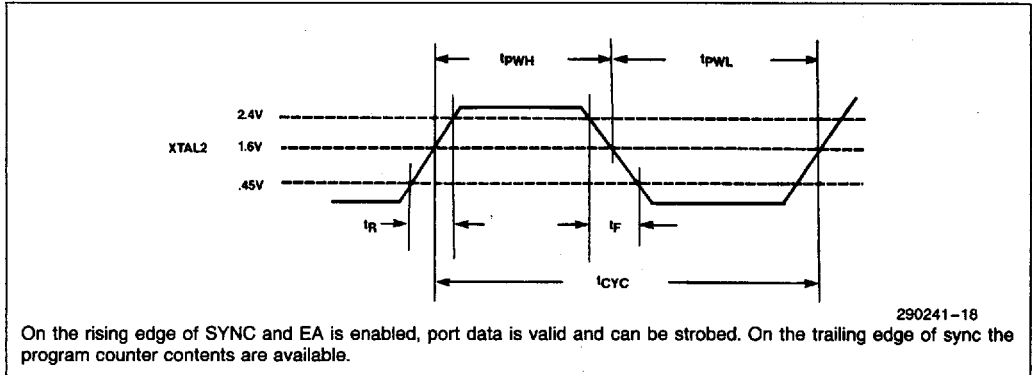 tPWH
tPWL
2.4V
XTAL2
1.6V
.45V
tR
tF
tCYC
290241-18
On the rising edge of SYNC and EA is enabled, port data is valid and can be strobed. On the trailing edge of sync the
program counter contents are available.